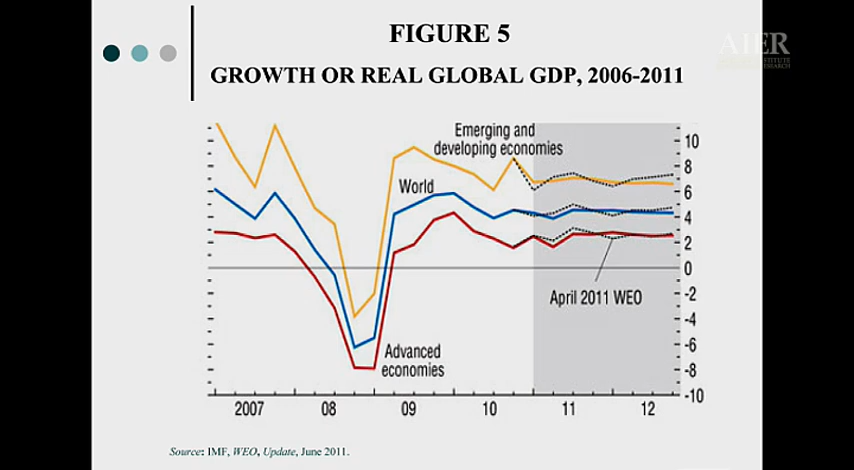 AIER
INSTITUTE
FIGURE 5
GROWTH OR REAL GLOBAL GDP, 2006-2011
Emerging and
developing economies
World
April 2011 WEO
Advanced
economies
10
8
6
4
2
0
-2
-4
-6
-8
-10
2007
08
09
10
11
12
Source: IMF, WEO, Update, June 2011.